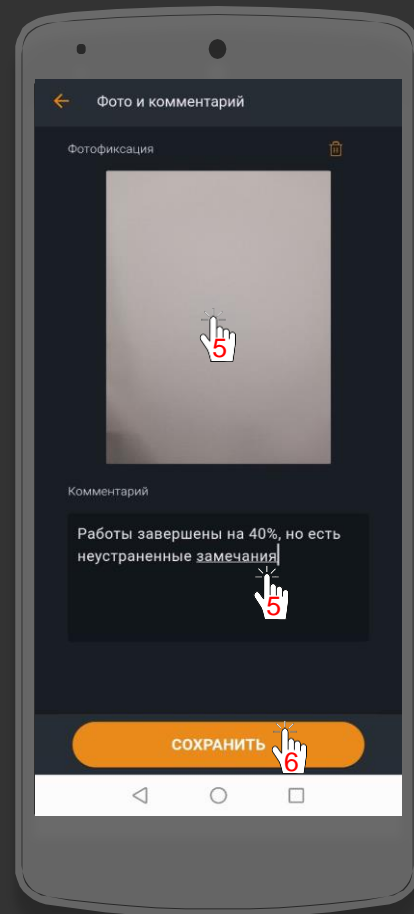 Фото и комментарий
Фотофиксация
5
Комментарий
Работы завершены на 40%, но есть
неустраненные замечания
5
СОХРАНИТЬ
6